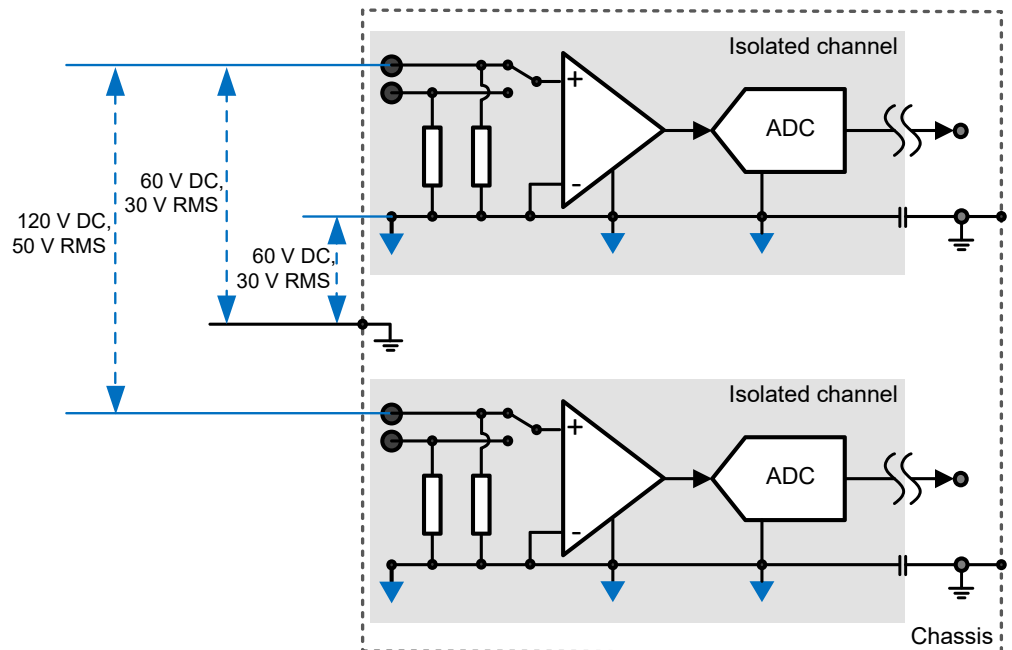 Isolated channel
+
-
ADC
60 V DC,
30 V RMS
120 V DC,
50 V RMS
60 V DC,
30 V RMS
Isolated channel
+
-
ADC
Chassis